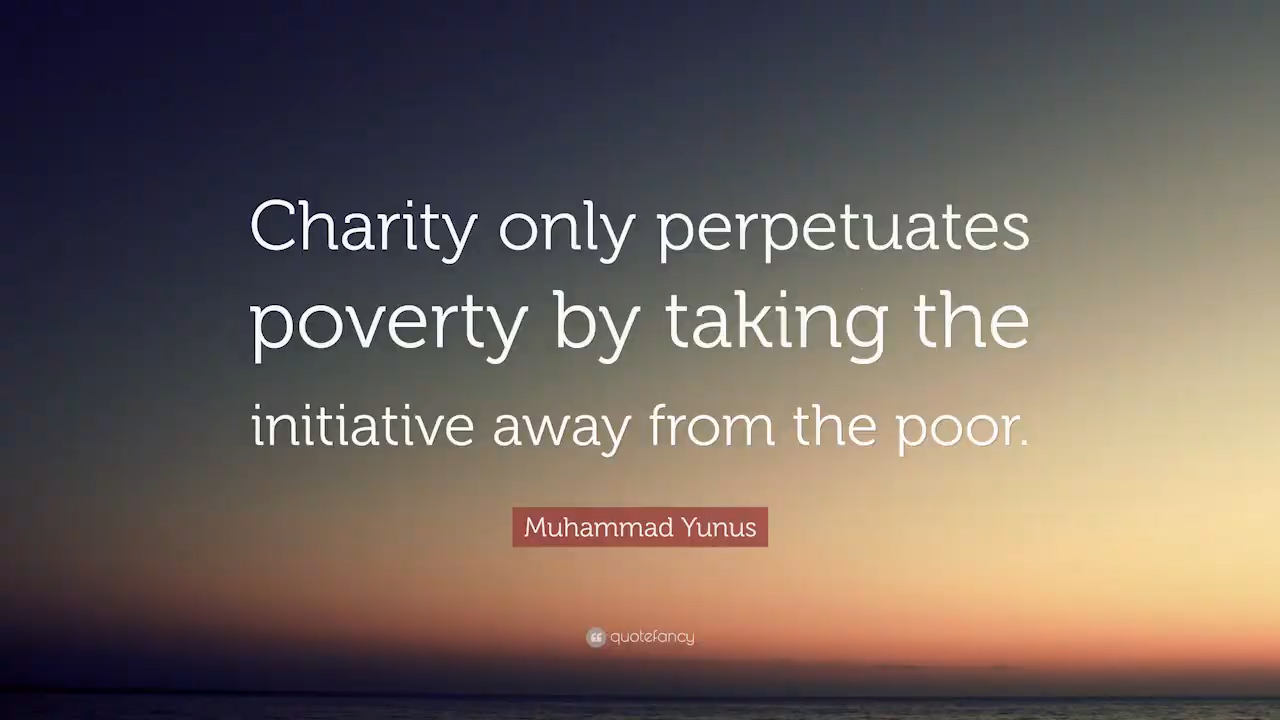 Charity only perpetuates
poverty by taking the
initiative away from the poor.
Muhammad Yunus
quotefancy